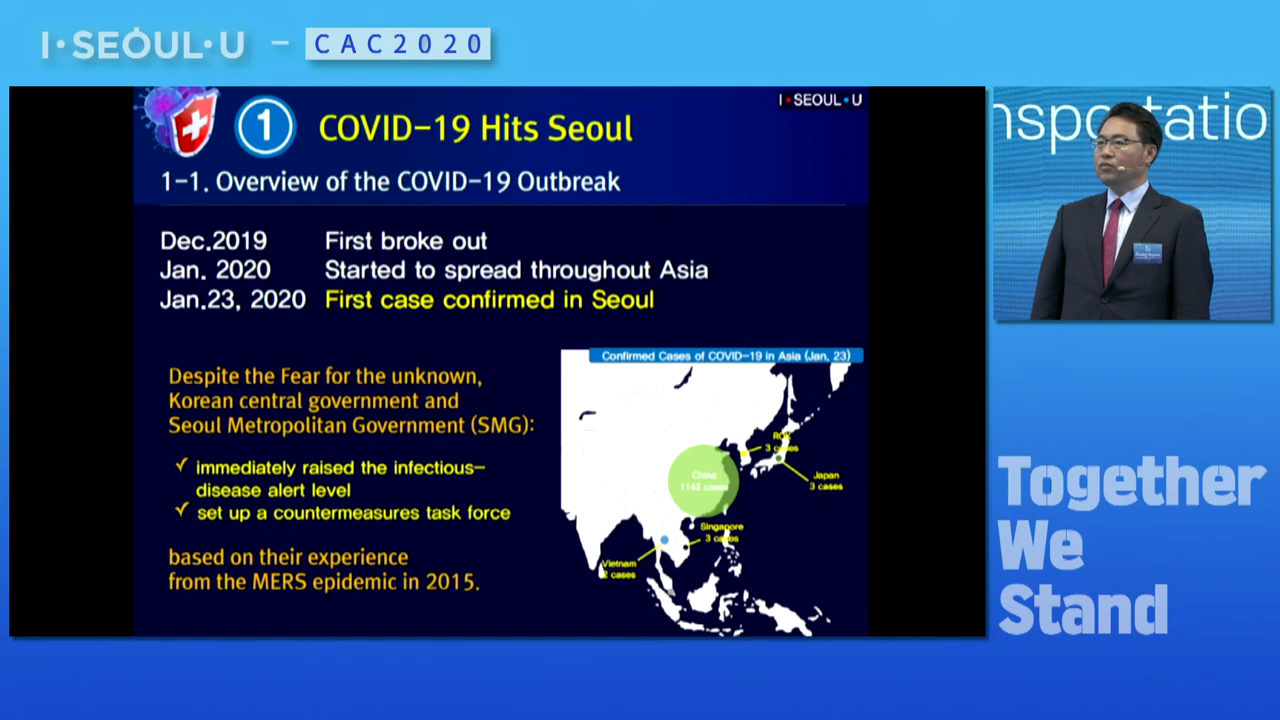 I·SEOUL·U – CAC2020
I·SEOUL·U
1 COVID-19 Hits Seoul
1-1. Overview of the COVID-19 Outbreak
Dec.2019 First broke out
Jan. 2020 Started to spread throughout Asia
Jan.23, 2020 First case confirmed in Seoul
Despite the Fear for the unknown,
Korean central government and
Seoul Metropolitan Government (SMG):
✓ immediately raised the infectious-
disease alert level
✓ set up a countermeasures task force
based on their experience
from the MERS epidemic in 2015.
Confirmed Cases of COVID-19 in Asia (Jan, 23)
ROK
3 cases
China
1142 cases
Japan
3 cases
Singapore
3 cases
Vietnam
2 cases
nsportatio
Together
We
Stand